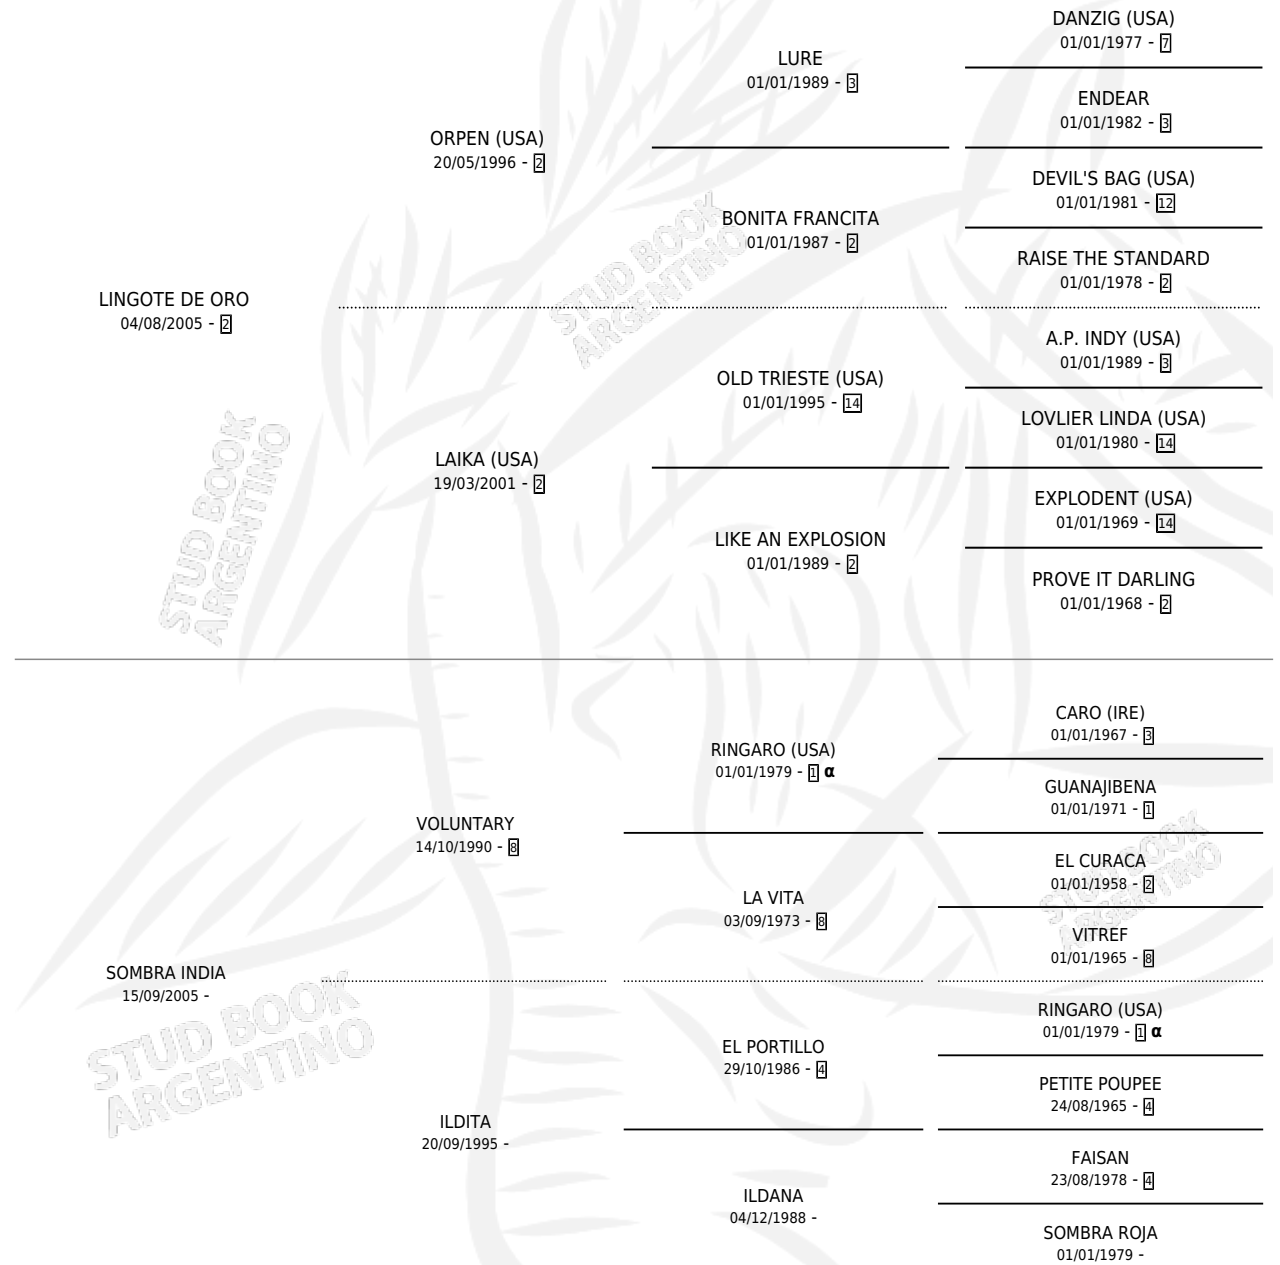 DANZIG (USA)
01/01/1977 - 7
LURE
01/01/1989 - 3
ENDEAR
01/01/1982 - 3
ORPEN (USA)
20/05/1996 - 2
DEVIL'S BAG (USA)
01/01/1981 - 12
BONITA FRANCITA
01/01/1987 - 2
RAISE THE STANDARD
01/01/1978 - 2
LINGOTE DE ORO
04/08/2005 - 2
A.P. INDY (USA)
01/01/1989 - 3
OLD TRIESTE (USA)
01/01/1995 - 14
LOVLIER LINDA (USA)
01/01/1980 - 14
LAIKA (USA)
19/03/2001 - 2
EXPLODENT (USA)
01/01/1969 - 14
LIKE AN EXPLOSION
01/01/1989 - 2
PROVE IT DARLING
01/01/1968 - 2
CARO (IRE)
01/01/1967 - 3
RINGARO (USA)
01/01/1979 - 1 α
GUANAJIBENA
01/01/1971 - 1
VOLUNTARY
14/10/1990 - 8
EL CURACA
01/01/1958 - 2
LA VITA
03/09/1973 - 8
VITREF
01/01/1965 - 8
SOMBRA INDIA
15/09/2005 -
RINGARO (USA)
01/01/1979 - 1 α
EL PORTILLO
29/10/1986 - 4
PETITE POUPEE
24/08/1965 - 4
ILDITA
20/09/1995 -
FAISAN
23/08/1978 - 4
ILDANA
04/12/1988 -
SOMBRA ROJA
01/01/1979 -
STUD BOOK
ARGENTINO
STUD BOOK
ARGENTINO
STUD BOOK
ARGENTINO
STUD BOOK
ARGENTINO